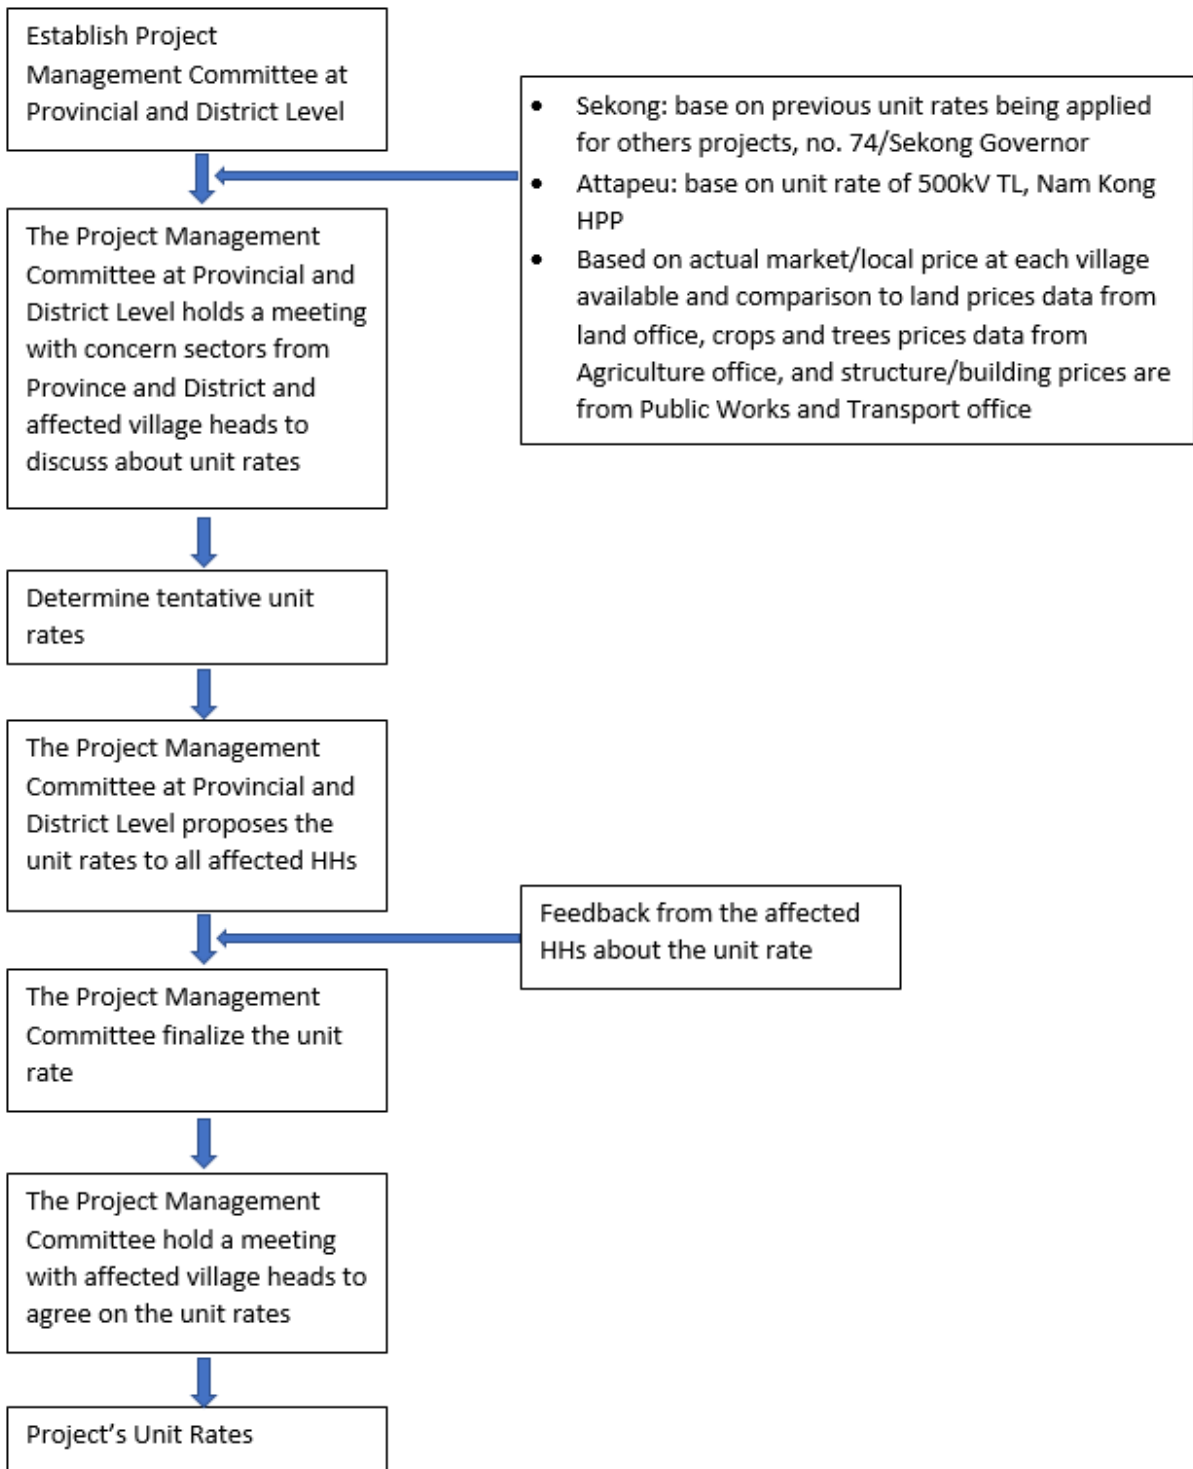 Establish Project
Management Committee at
Provincial and District Level
• Sekong: base on previous unit rates being applied
for others projects, no. 74/Sekong Governor
• Attapeu: base on unit rate of 500kV TL, Nam Kong
HPP
• Based on actual market/local price at each village
available and comparison to land prices data from
land office, crops and trees prices data from
Agriculture office, and structure/building prices are
from Public Works and Transport office
The Project Management
Committee at Provincial and
District Level holds a meeting
with concern sectors from
Province and District and
affected village heads to
discuss about unit rates
Determine tentative unit
rates
The Project Management
Committee at Provincial and
District Level proposes the
unit rates to all affected HHs
Feedback from the affected
HHs about the unit rate
The Project Management
Committee finalize the unit
rate
The Project Management
Committee hold a meeting
with affected village heads to
agree on the unit rates
Project’s Unit Rates